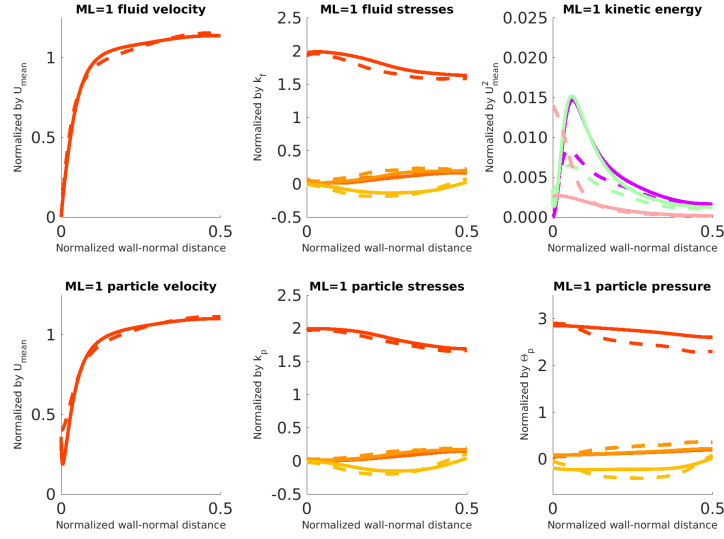 ML=1 fluid velocity
Normalized by U_mean
1
0.5
0
0.5
Normalized wall-normal distance
ML=1 fluid stresses
Normalized by k_f
2.5
2
1.5
1
0.5
0
-0.5
0
0.5
Normalized wall-normal distance
ML=1 kinetic energy
Normalized by U²_mean
0.025
0.020
0.015
0.010
0.005
0.000
0
0.5
Normalized wall-normal distance
ML=1 particle velocity
Normalized by U_mean
1
0.5
0
0
0.5
Normalized wall-normal distance
ML=1 particle stresses
Normalized by k_p
2.5
2
1.5
1
0.5
0
-0.5
0
0.5
Normalized wall-normal distance
ML=1 particle pressure
Normalized by Θ_p
3
2
1
0
0
0.5
Normalized wall-normal distance